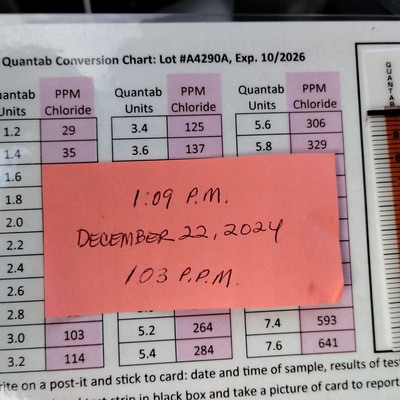 Quantab Conversion Chart: Lot #A4290A, Exp. 10/2026
uantab Units PPM Chloride Quantab Units PPM Chloride Quantab Units PPM Chloride
1.2 29 3.4 125 5.6 306
1.4 35 3.6 137 5.8 329
1.6
1.8
2.0
2.2
2.4
2.6
2.8 7.4 593
3.0 103 5.2 264 7.6 641
3.2 114 5.4 284
1:09 P.M.
DECEMBER 22, 2024
103 P.P.M.
rite on a post-it and stick to card: date and time of sample, results of test
strip in black box and take a picture of card to report
QUANTAB